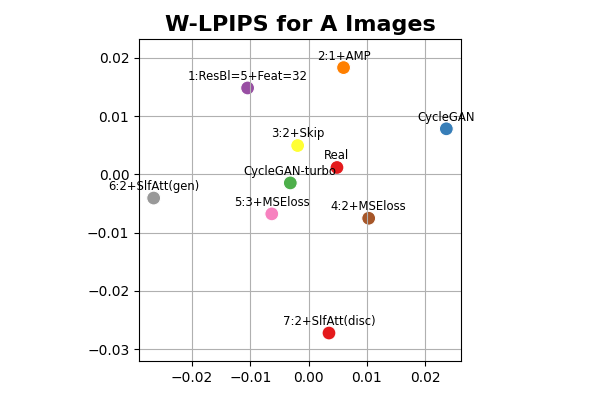 W-LPIPS for A Images
0.02
0.01
0.00
−0.01
−0.02
−0.03
2:1+AMP
1:ResBl=5+Feat=32
CycleGAN
3:2+Skip
Real
CycleGAN-turbo
6:2+SlfAtt(gen)
5:3+MSEloss
4:2+MSEloss
7:2+SlfAtt(disc)
−0.02 −0.01 0.00 0.01 0.02